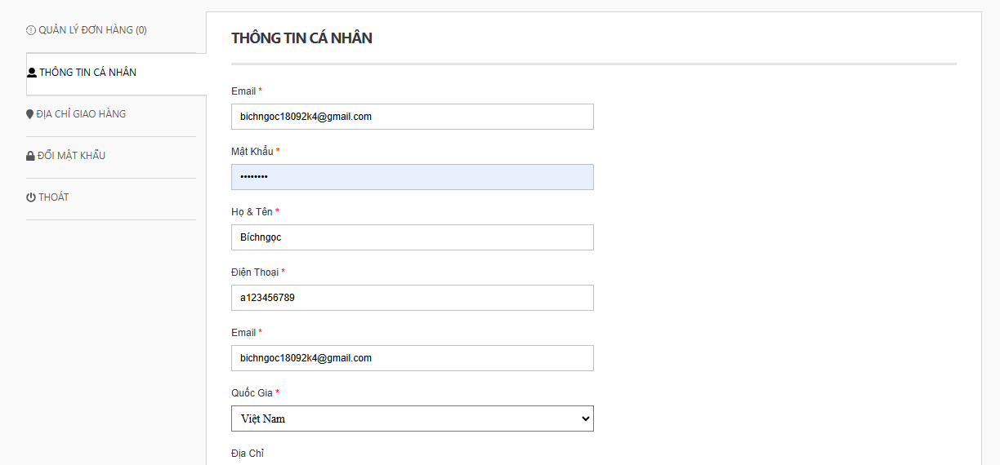 QUẢN LÝ ĐƠN HÀNG (0)
THÔNG TIN CÁ NHÂN
ĐỊA CHỈ GIAO HÀNG
ĐỔI MẬT KHẨU
THOÁT
THÔNG TIN CÁ NHÂN
Email *
bichngoc18092k4@gmail.com
Mật Khẩu *
••••••••
Họ & Tên *
Bíchngọc
Điện Thoại *
a123456789
Email *
bichngoc18092k4@gmail.com
Quốc Gia *
Việt Nam
Địa Chỉ